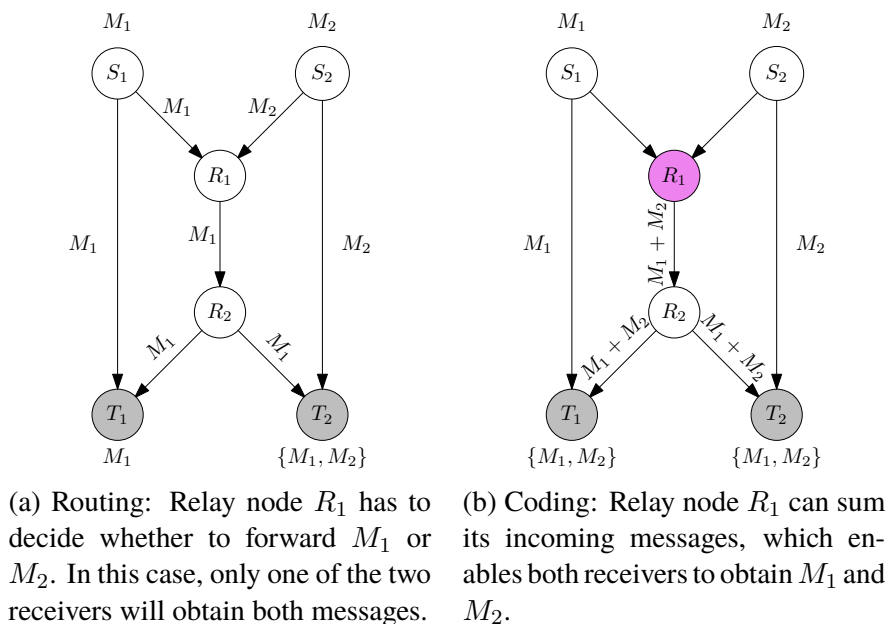 M₁ M₂
S₁ S₂
M₁ M₂
R₁
M₁ M₁ M₂
R₂
M₁ M₁
T₁ T₂
M₁ {M₁, M₂}
(a) Routing: Relay node R₁ has to
decide whether to forward M₁ or
M₂. In this case, only one of the two
receivers will obtain both messages.
M₁ M₂
S₁ S₂
R₁
M₁ M₁ + M₂ M₂
R₂
M₁ + M₂ M₁ + M₂
T₁ T₂
{M₁, M₂} {M₁, M₂}
(b) Coding: Relay node R₁ can sum
its incoming messages, which en-
ables both receivers to obtain M₁ and
M₂.